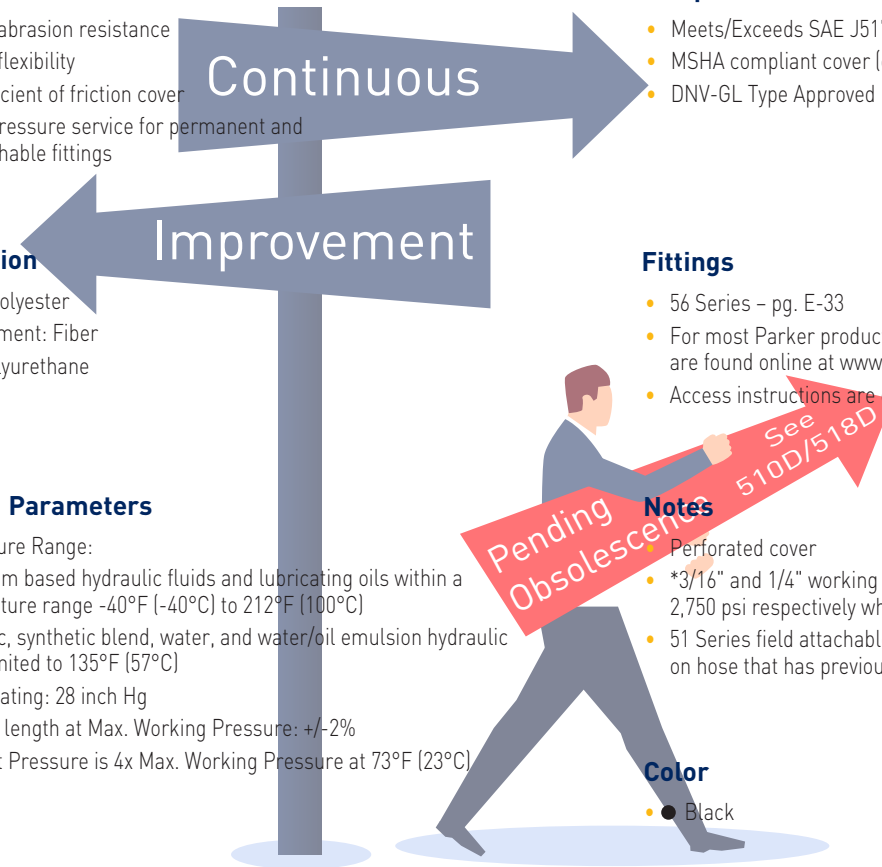 abrasion resistance
flexibility
cient of friction cover
ressure service for permanent and
hable fittings
Continuous
Meets/Exceeds SAE J51
MSHA compliant cover (
DNV-GL Type Approved
Improvement
ion
olyester
ment: Fiber
lyurethane
Fittings
56 Series – pg. E-33
For most Parker produc
are found online at www
Access instructions are
Pending
Obsolescence
See
510D/518D
Parameters
ure Range:
m based hydraulic fluids and lubricating oils within a
ture range -40°F (-40°C) to 212°F (100°C)
c, synthetic blend, water, and water/oil emulsion hydraulic
mited to 135°F (57°C)
ating: 28 inch Hg
length at Max. Working Pressure: +/-2%
t Pressure is 4x Max. Working Pressure at 73°F (23°C)
Notes
Perforated cover
*3/16" and 1/4" working
2,750 psi respectively wh
51 Series field attachabl
on hose that has previou
Color
Black